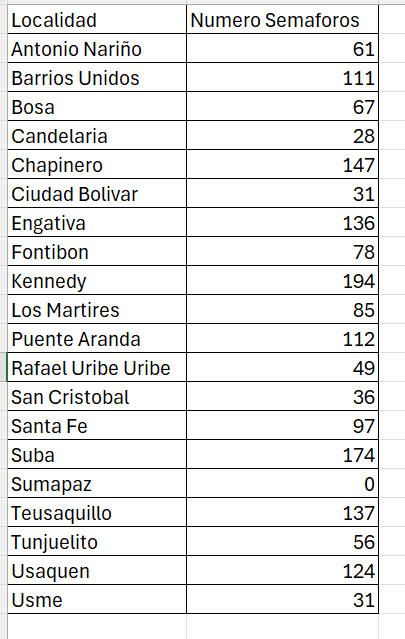 Localidad Numero Semaforos
Antonio Nariño 61
Barrios Unidos 111
Bosa 67
Candelaria 28
Chapinero 147
Ciudad Bolivar 31
Engativa 136
Fontibon 78
Kennedy 194
Los Martires 85
Puente Aranda 112
Rafael Uribe Uribe 49
San Cristobal 36
Santa Fe 97
Suba 174
Sumapaz 0
Teusaquillo 137
Tunjuelito 56
Usaquen 124
Usme 31